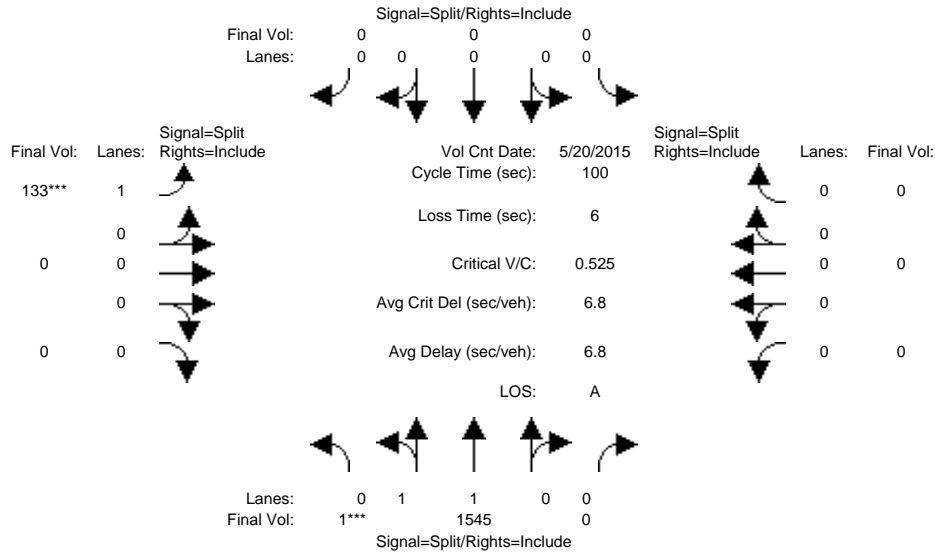 Signal=Split/Rights=Include
Final Vol: 0 0 0
Lanes: 0 0 0 0 0
Signal=Split Signal=Split
Final Vol: Lanes: Rights=Include Vol Cnt Date: 5/20/2015 Rights=Include Lanes: Final Vol:
Cycle Time (sec): 100
133*** 1 0 0
Loss Time (sec): 6
0 0
0 0 Critical V/C: 0.525 0 0
0 Avg Crit Del (sec/veh): 6.8 0
0 0 Avg Delay (sec/veh): 6.8 0 0
LOS: A
Lanes: 0 1 1 0 0
Final Vol: 1*** 1545 0
Signal=Split/Rights=Include